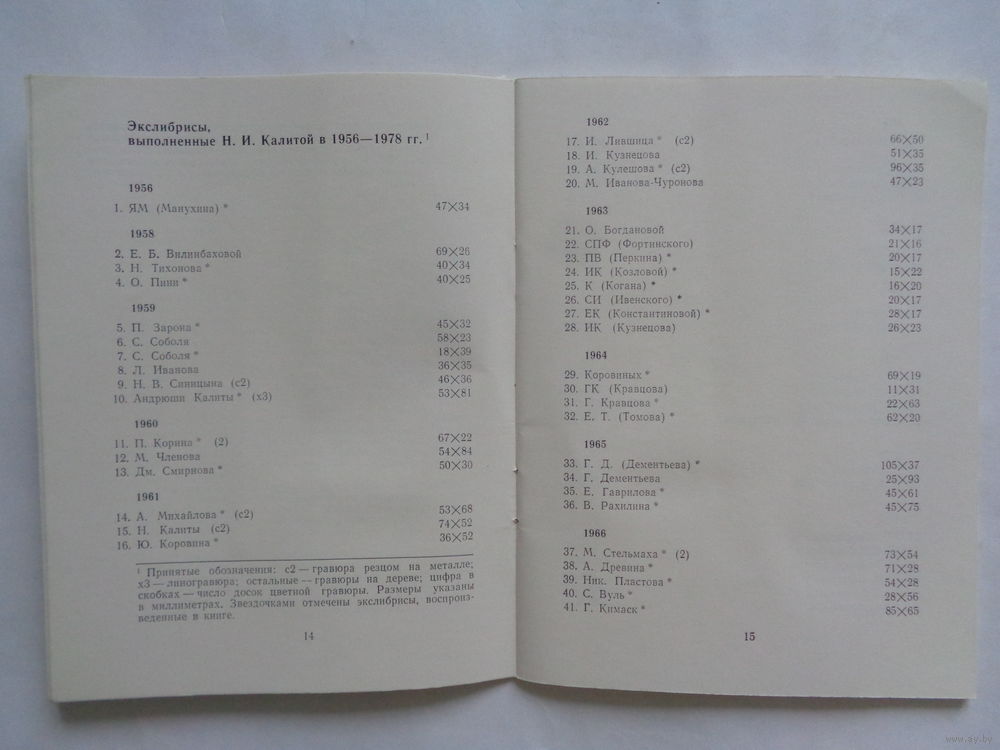 Экслибрисы,
выполненные Н. И. Калитой в 1956—1978 гг. ¹
1956
1. ЯМ (Манухина) * 47×34
1958
2. Е. Б. Вилинбаховой 69×26
3. Н. Тихонова * 40×34
4. О. Пини * 40×25
1959
5. П. Зарона * 45×32
6. С. Соболя 58×23
7. С. Соболя * 18×39
8. Л. Иванова 36×35
9. Н. В. Синицына (с2) 46×36
10. Андрюши Калиты * (х3) 53×81
1960
11. П. Корина * (2) 67×22
12. М. Членова 54×84
13. Дм. Смирнова * 50×30
1961
14. А. Михайлова * (с2) 53×68
15. Н. Калиты (с2) 74×52
16. Ю. Коровина * 36×52
¹ Принятые обозначения: с2 — гравюра резцом на металле;
х3 — линогравюра; остальные — гравюры на дереве; цифра в
скобках — число досок цветной гравюры. Размеры указаны
в миллиметрах. Звездочками отмечены экслибрисы, воспроиз-
веденные в книге.
14
1962
17. И. Лившица * (с2) 66×50
18. И. Кузнецова 51×35
19. А. Кулешова * (с2) 96×35
20. М. Иванова-Чуронова 47×23
1963
21. О. Богдановой 34×17
22. СПФ (Фортинского) 21×16
23. ПВ (Перкина) * 20×17
24. ИК (Козловой) * 15×22
25. К (Когана) * 16×20
26. СИ (Ивенского) * 20×17
27. ЕК (Константиновой) * 28×17
28. ИК (Кузнецова) 26×23
1964
29. Коровиных * 69×19
30. ГК (Кравцова) 11×31
31. Г. Кравцова * 22×63
32. Е. Т. (Томова) * 62×20
1965
33. Г. Д. (Дементьева) * 105×37
34. Г. Дементьева 25×93
35. Е. Гаврилова * 45×61
36. В. Рахилина * 45×75
1966
37. М. Стельмаха * (2) 73×54
38. А. Древина * 71×28
39. Ник. Пластова * 54×28
40. С. Вуль * 28×56
41. Г. Кимаск * 85×65
15
www.ay.by